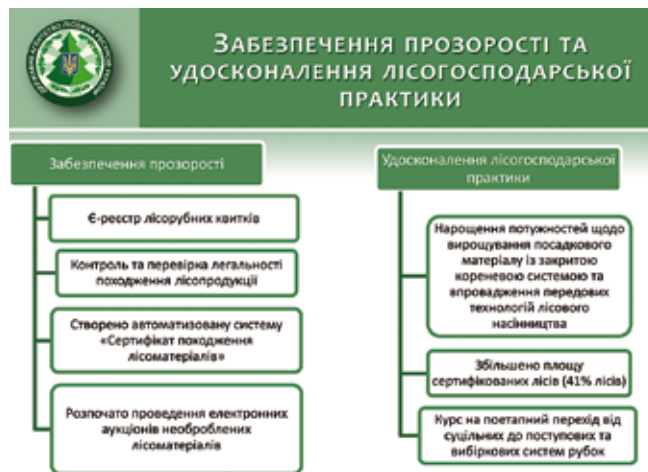 ЗАБЕЗПЕЧЕННЯ ПРОЗОРОСТІ ТА
УДОСКОНАЛЕННЯ ЛІСОГОСПОДАРСЬКОЇ
ПРАКТИКИ
Забезпечення прозорості
Є-реєстр лісорубних квитків
Контроль та перевірка легальності
походження лісопродукції
Створено автоматизовану систему
«Сертифікат походження
лісоматеріалів»
Розпочато проведення електронних
аукціонів необроблених
лісоматеріалів
Удосконалення лісогосподарської
практики
Нарощення потужностей щодо
вирощування посадкового
матеріалу із закритою
кореневою системою та
впровадження передових
технологій лісового
насінництва
Збільшено площу
сертифікованих лісів (41% лісів)
Курс на поетапний перехід від
суцільних до поступових та
вибіркових систем рубок